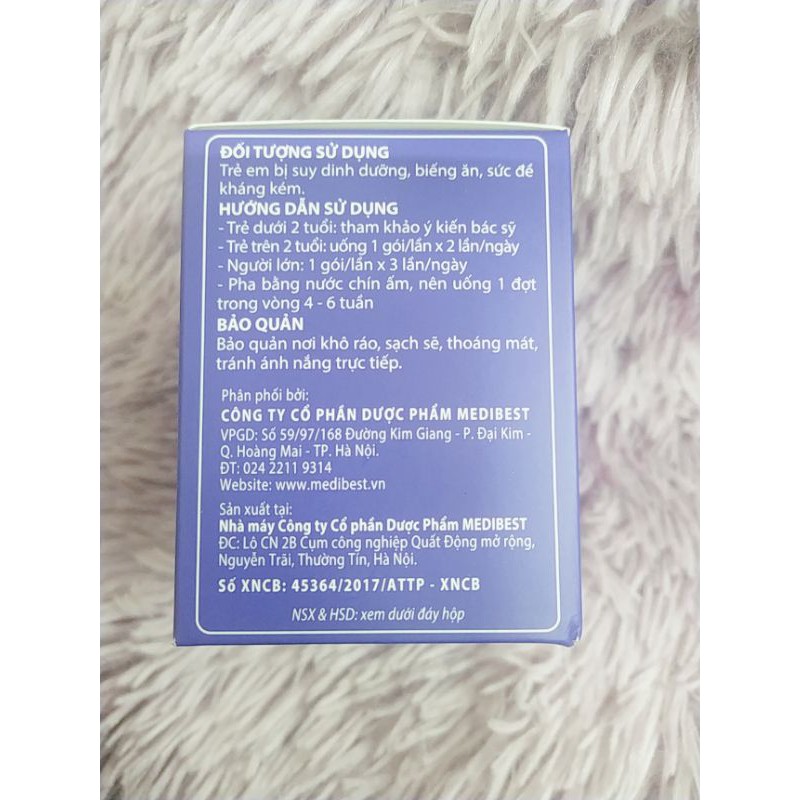 ĐỐI TƯỢNG SỬ DỤNG
Trẻ em bị suy dinh dưỡng, biếng ăn, sức đề
kháng kém.
HƯỚNG DẪN SỬ DỤNG
- Trẻ dưới 2 tuổi: tham khảo ý kiến bác sỹ
- Trẻ trên 2 tuổi: uống 1 gói/lần x 2 lần/ngày
- Người lớn: 1 gói/lần x 3 lần/ngày
- Pha bằng nước chín ấm, nên uống 1 đợt
trong vòng 4 - 6 tuần
BẢO QUẢN
Bảo quản nơi khô ráo, sạch sẽ, thoáng mát,
tránh ánh nắng trực tiếp.
Phân phối bởi:
CÔNG TY CỔ PHẦN DƯỢC PHẨM MEDIBEST
VPGD: Số 59/97/168 Đường Kim Giang - P. Đại Kim -
Q. Hoàng Mai - TP. Hà Nội.
ĐT: 024 2211 9314
Website: www.medibest.vn
Sản xuất tại:
Nhà máy Công ty Cổ phần Dược Phẩm MEDIBEST
ĐC: Lô CN 2B Cụm công nghiệp Quất Động mở rộng,
Nguyễn Trãi, Thường Tín, Hà Nội.
Số XNCB: 45364/2017/ATTP - XNCB
NSX & HSD: xem dưới đáy hộp